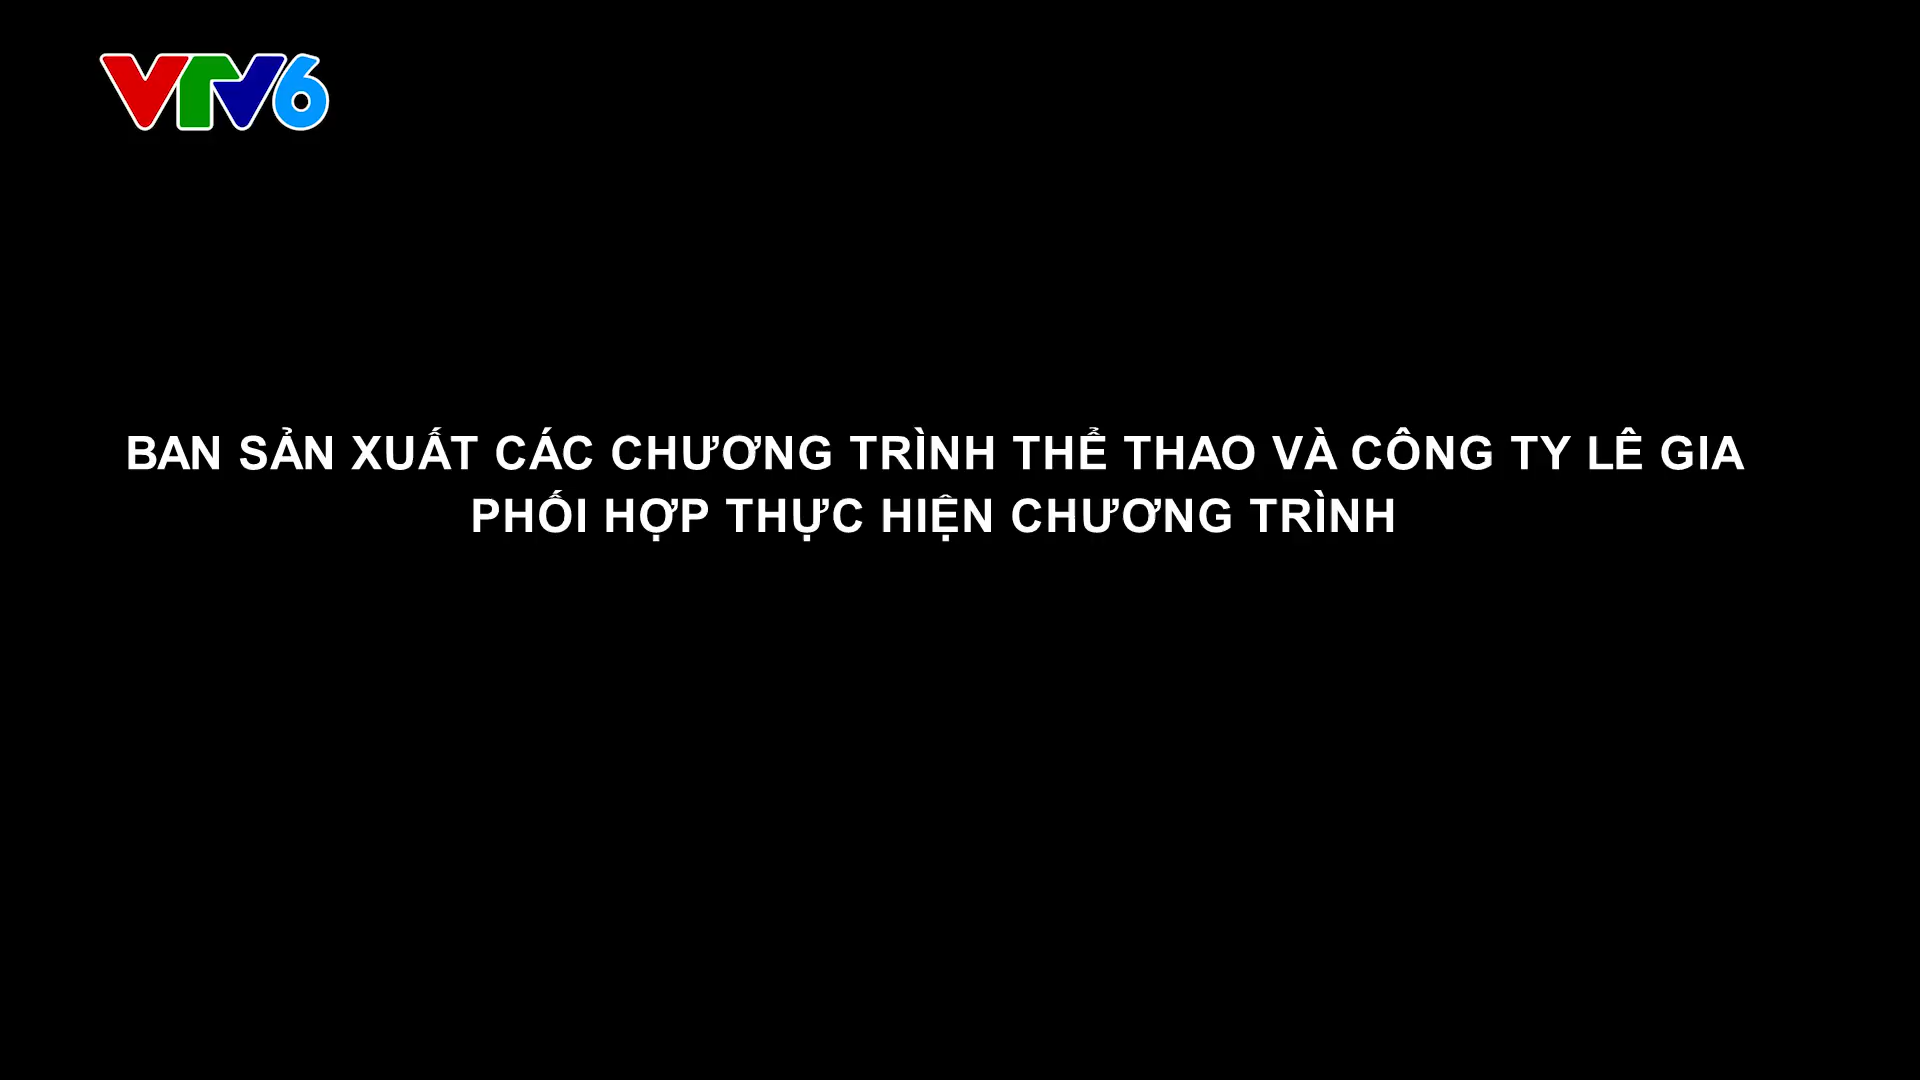 VTV6
BAN SẢN XUẤT CÁC CHƯƠNG TRÌNH THỂ THAO VÀ CÔNG TY LÊ GIA
PHỐI HỢP THỰC HIỆN CHƯƠNG TRÌNH